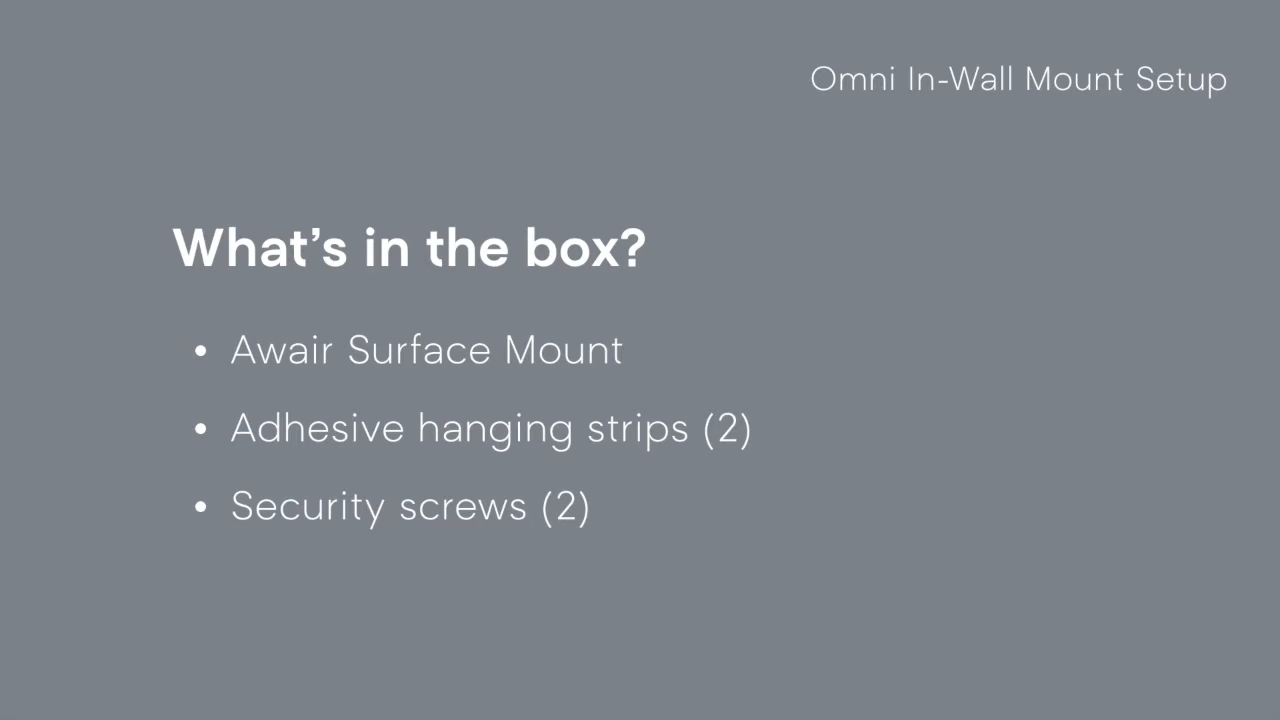 Omni In-Wall Mount Setup
What’s in the box?
• Awair Surface Mount
• Adhesive hanging strips (2)
• Security screws (2)